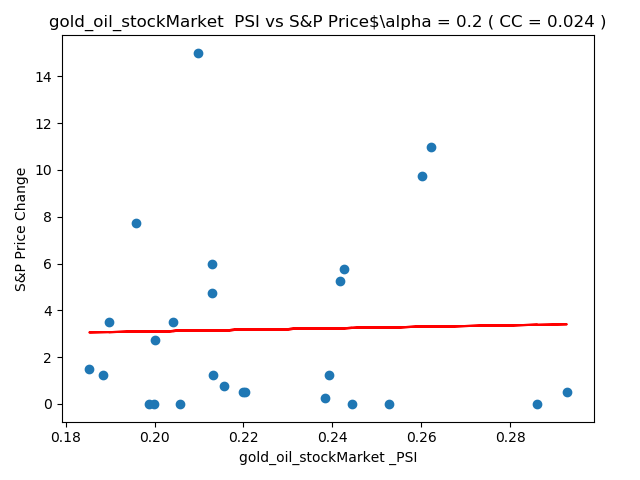 gold_oil_stockMarket  PSI vs S&P Price$\alpha = 0.2 ( CC = 0.024 )
14
12
10
8
6
4
2
0
S&P Price Change
0.18 0.20 0.22 0.24 0.26 0.28
gold_oil_stockMarket _PSI